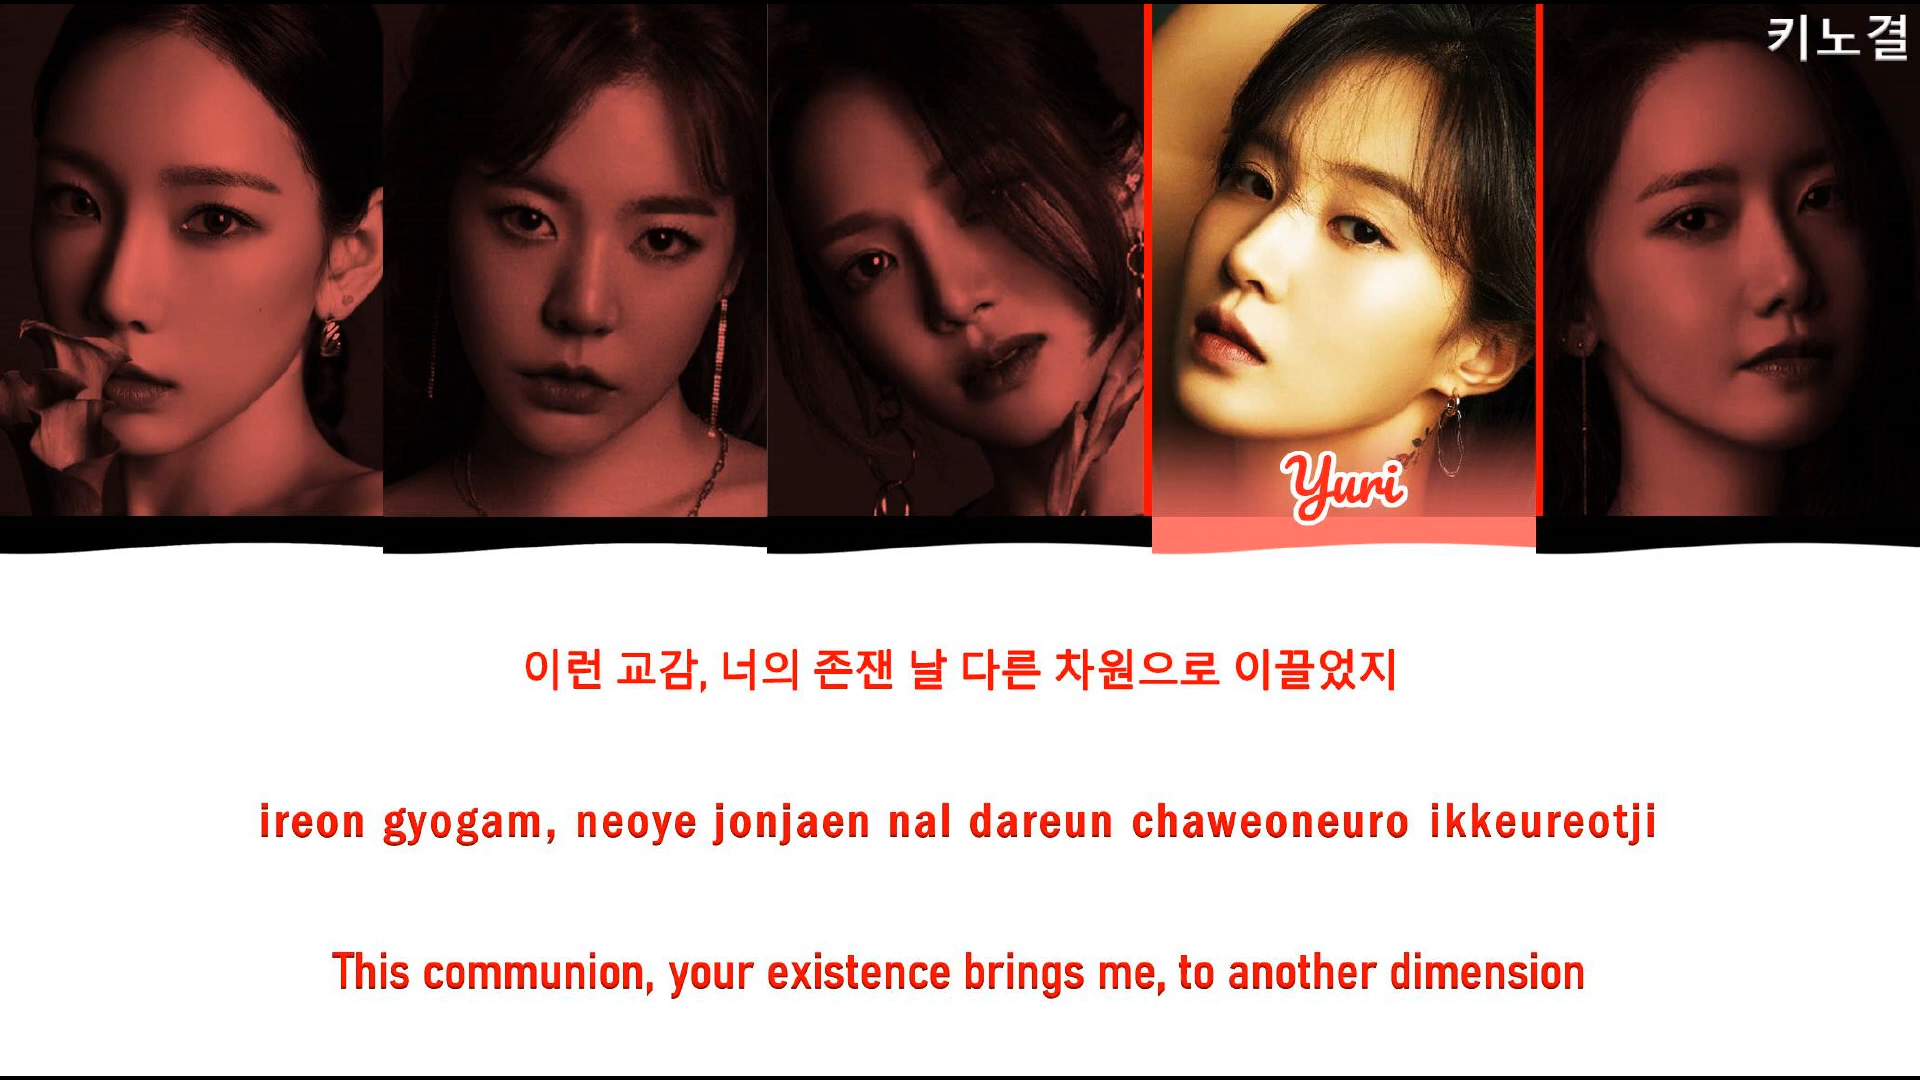 키노결
Yuri
이런 교감, 너의 존잰 날 다른 차원으로 이끌었지
ireon gyogam, neoye jonjaen nal dareun chaweoneuro ikkeureotji
This communion, your existence brings me, to another dimension